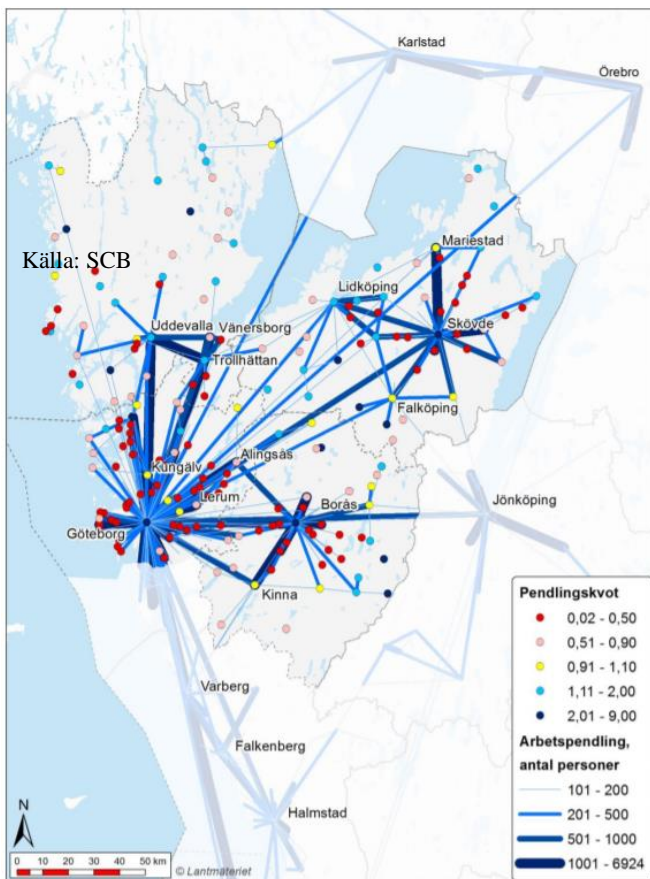 Karlstad
Örebro
Källa: SCB
Mariestad
Lidköping
Uddevalla
Vänersborg
Skövde
Trollhättan
Falköping
Alingsås
Kungälv
Lerum
Jönköping
Borås
Göteborg
Kinna
Varberg
Falkenberg
Halmstad
Pendlingskvot
0,02 - 0,50
0,51 - 0,90
0,91 - 1,10
1,11 - 2,00
2,01 - 9,00
Arbetspendling,
antal personer
101 - 200
201 - 500
501 - 1000
1001 - 6924
N
0 10 20 30 40 50 km
© Lantmäteriet